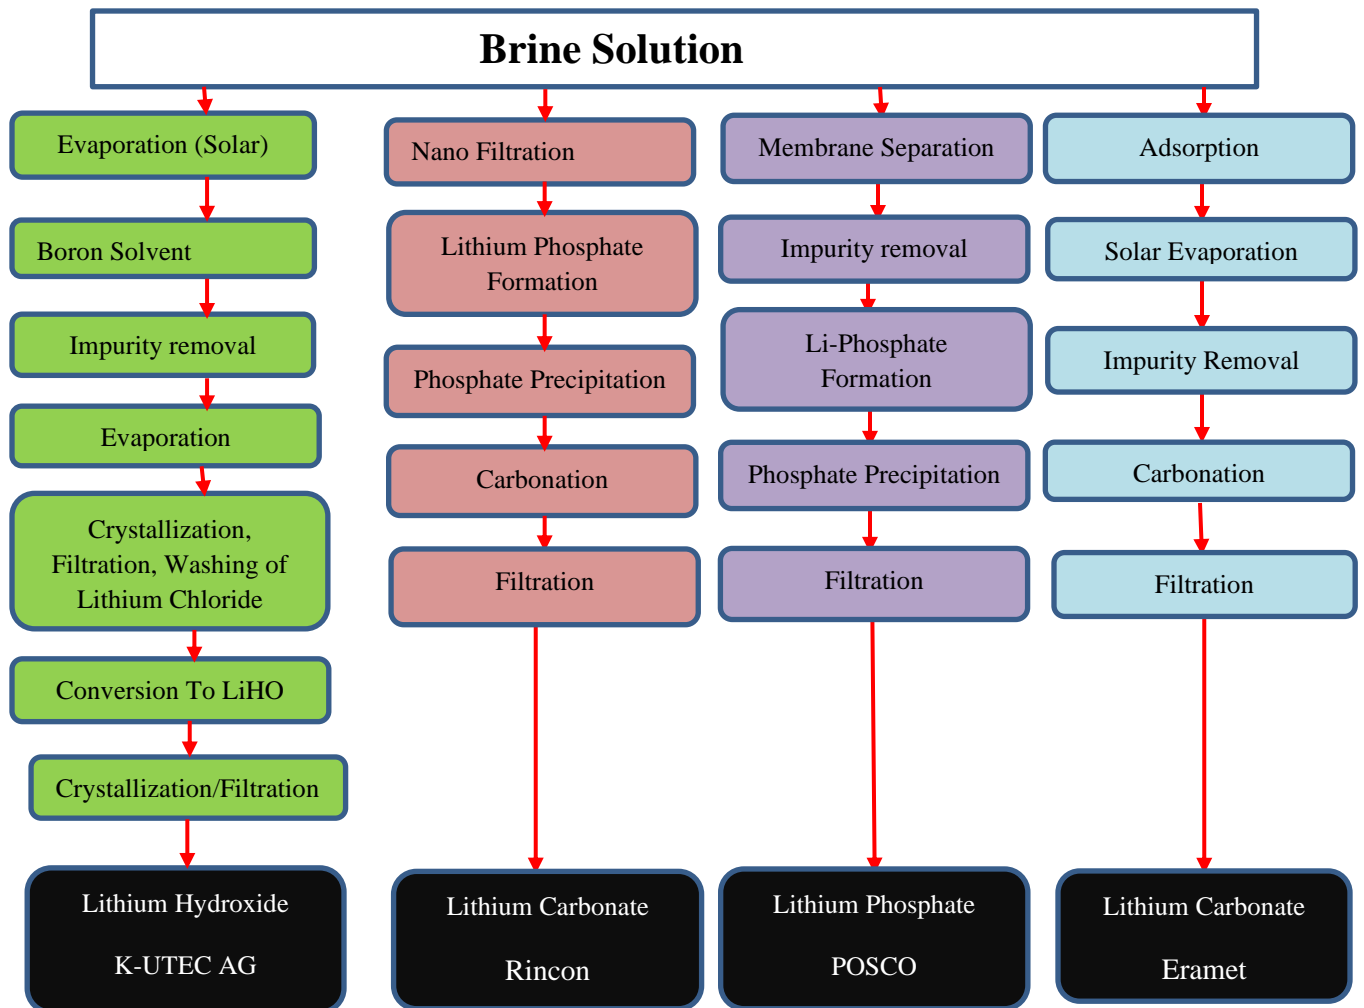 Brine Solution
Evaporation (Solar)
Boron Solvent
Impurity removal
Evaporation
Crystallization,
Filtration, Washing of
Lithium Chloride
Conversion To LiHO
Crystallization/Filtration
Lithium Hydroxide
K-UTEC AG
Nano Filtration
Lithium Phosphate
Formation
Phosphate Precipitation
Carbonation
Filtration
Lithium Carbonate
Rincon
Membrane Separation
Impurity removal
Li-Phosphate
Formation
Phosphate Precipitation
Filtration
Lithium Phosphate
POSCO
Adsorption
Solar Evaporation
Impurity Removal
Carbonation
Filtration
Lithium Carbonate
Eramet